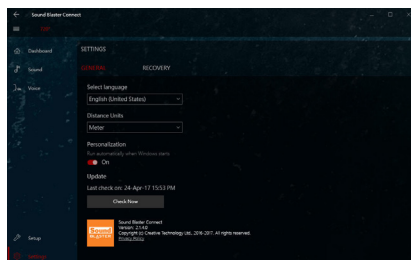 Sound Blaster Connect
Dashboard
SETTINGS
Sound
GENERAL
RECOVERY
Voice
Select language
English (United States)
Distance Units
Meter
Personalization
Run automatically when Windows starts
On
Update
Last check on: 24-Apr-17 15:53 PM
Check Now
Sound Blaster Connect
Version: 2.1.4.0
Copyright (c) Creative Technology Ltd., 2016-2017. All rights reserved.
Privacy Policy
SOUND
BLASTER
Setup
Settings